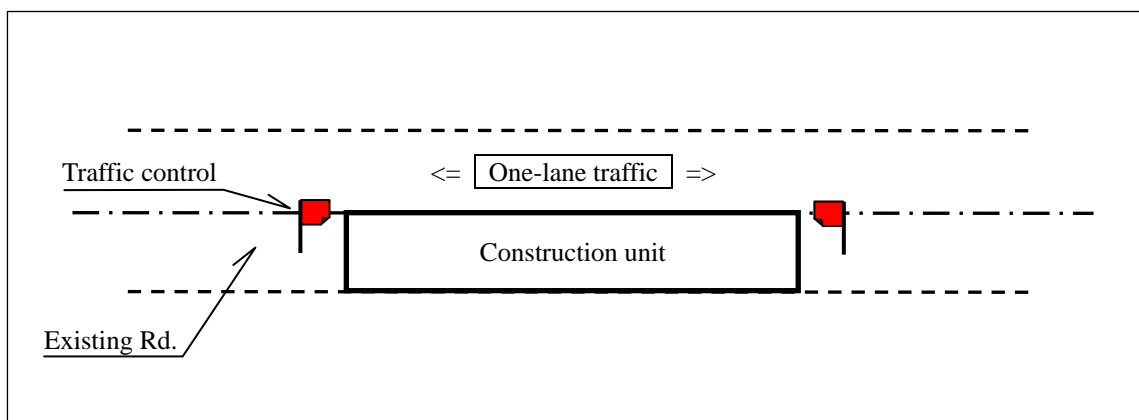 Traffic control
<= One-lane traffic =>
Construction unit
Existing Rd.